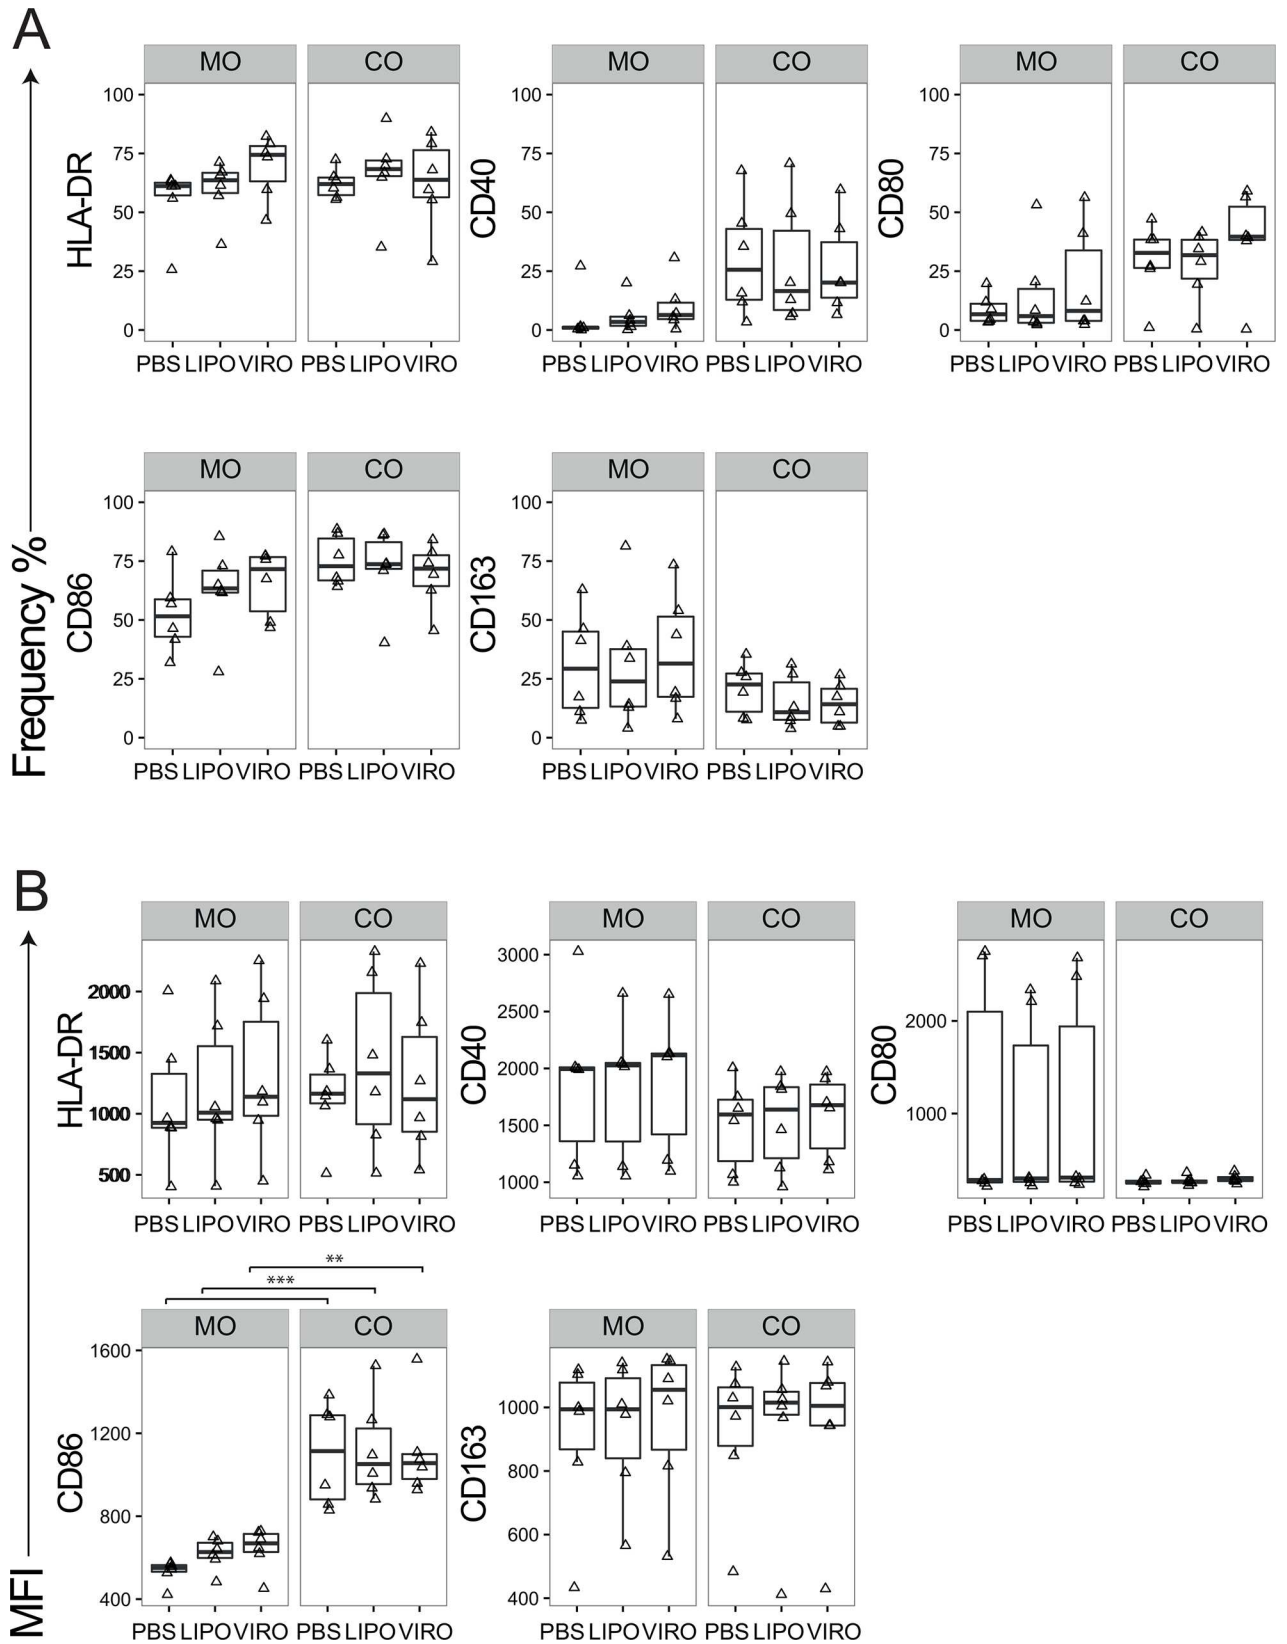 A
MO CO MO CO MO CO
HLA-DR
100
75
50
25
0
CD40
100
75
50
25
0
CD80
100
75
50
25
0
PBS LIPO VIRO PBS LIPO VIRO PBS LIPO VIRO PBS LIPO VIRO PBS LIPO VIRO PBS LIPO VIRO
Frequency %
MO CO MO CO
CD86
100
75
50
25
0
CD163
100
75
50
25
0
PBS LIPO VIRO PBS LIPO VIRO PBS LIPO VIRO PBS LIPO VIRO
B
MO CO MO CO MO CO
HLA-DR
2000
1500
1000
500
CD40
3000
2500
2000
1500
1000
CD80
2000
1000
PBS LIPO VIRO PBS LIPO VIRO PBS LIPO VIRO PBS LIPO VIRO PBS LIPO VIRO PBS LIPO VIRO
**
***
MO CO MO CO
CD86
1600
1200
800
400
CD163
1000
800
600
400
PBS LIPO VIRO PBS LIPO VIRO PBS LIPO VIRO PBS LIPO VIRO
MFI